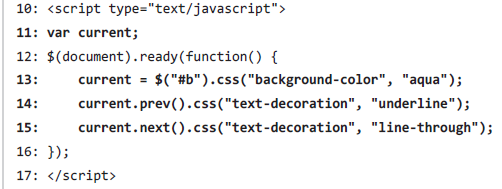 10: <script type="text/javascript">
11: var current;
12: $(document).ready(function() {
13:     current = $("#b").css("background-color", "aqua");
14:     current.prev().css("text-decoration", "underline");
15:     current.next().css("text-decoration", "line-through");
16: });
17: </script>